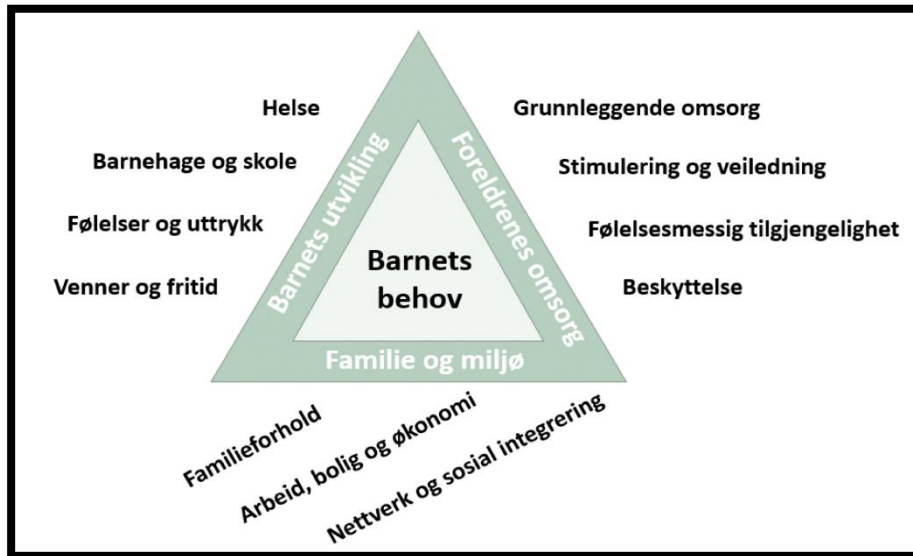 Helse
Barnehage og skole
Følelser og uttrykk
Venner og fritid
Barnets utvikling
Barnets
behov
Foreldrenes omsorg
Grunnleggende omsorg
Stimulering og veiledning
Følelsesmessig tilgjengelighet
Beskyttelse
Familie og miljø
Familieforhold
Arbeid, bolig og økonomi
Nettverk og sosial integrering